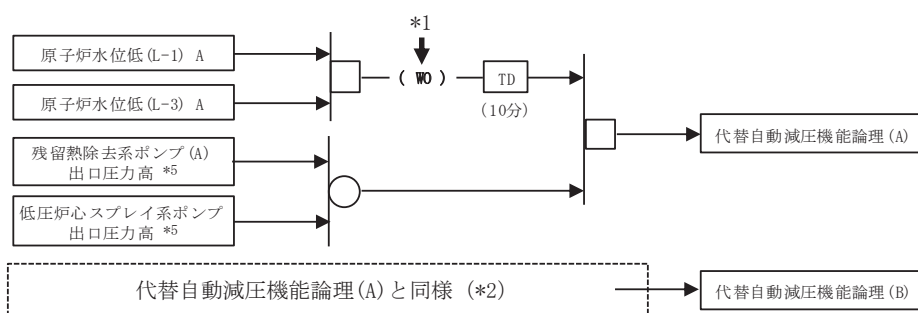 *1
原子炉水位低(L-1) A
( WO )
TD
原子炉水位低(L-3) A
(10分)
代替自動減圧機能論理(A)
残留熱除去系ポンプ(A)
出口圧力高 *5
低圧炉心スプレイ系ポンプ
出口圧力高 *5
代替自動減圧機能論理(A)と同様 (*2)
代替自動減圧機能論理(B)